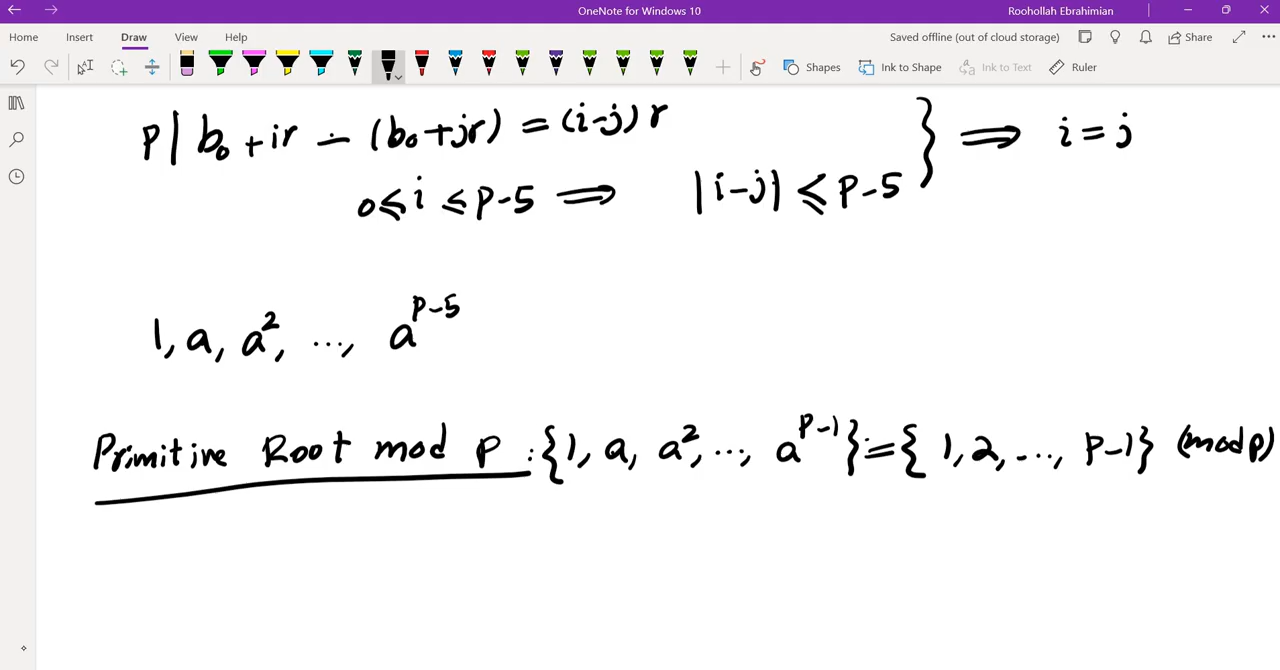 OneNote for Windows 10
Roohollah Ebrahimian
Home Insert Draw View Help
Saved offline (out of cloud storage)
Share
Shapes
Ink to Shape
Ink to Text
Ruler
p | b₀ + ir − (b₀ + jr) = (i−j) r } ⟹ i = j
0 ⩽ i ⩽ p−5 ⟹ |i−j| ⩽ p−5
1, a, a², ..., a^{p−5}
Primitive Root mod p : {1, a, a², ..., a^{p−1}} = {1, 2, ..., p−1} (mod p)